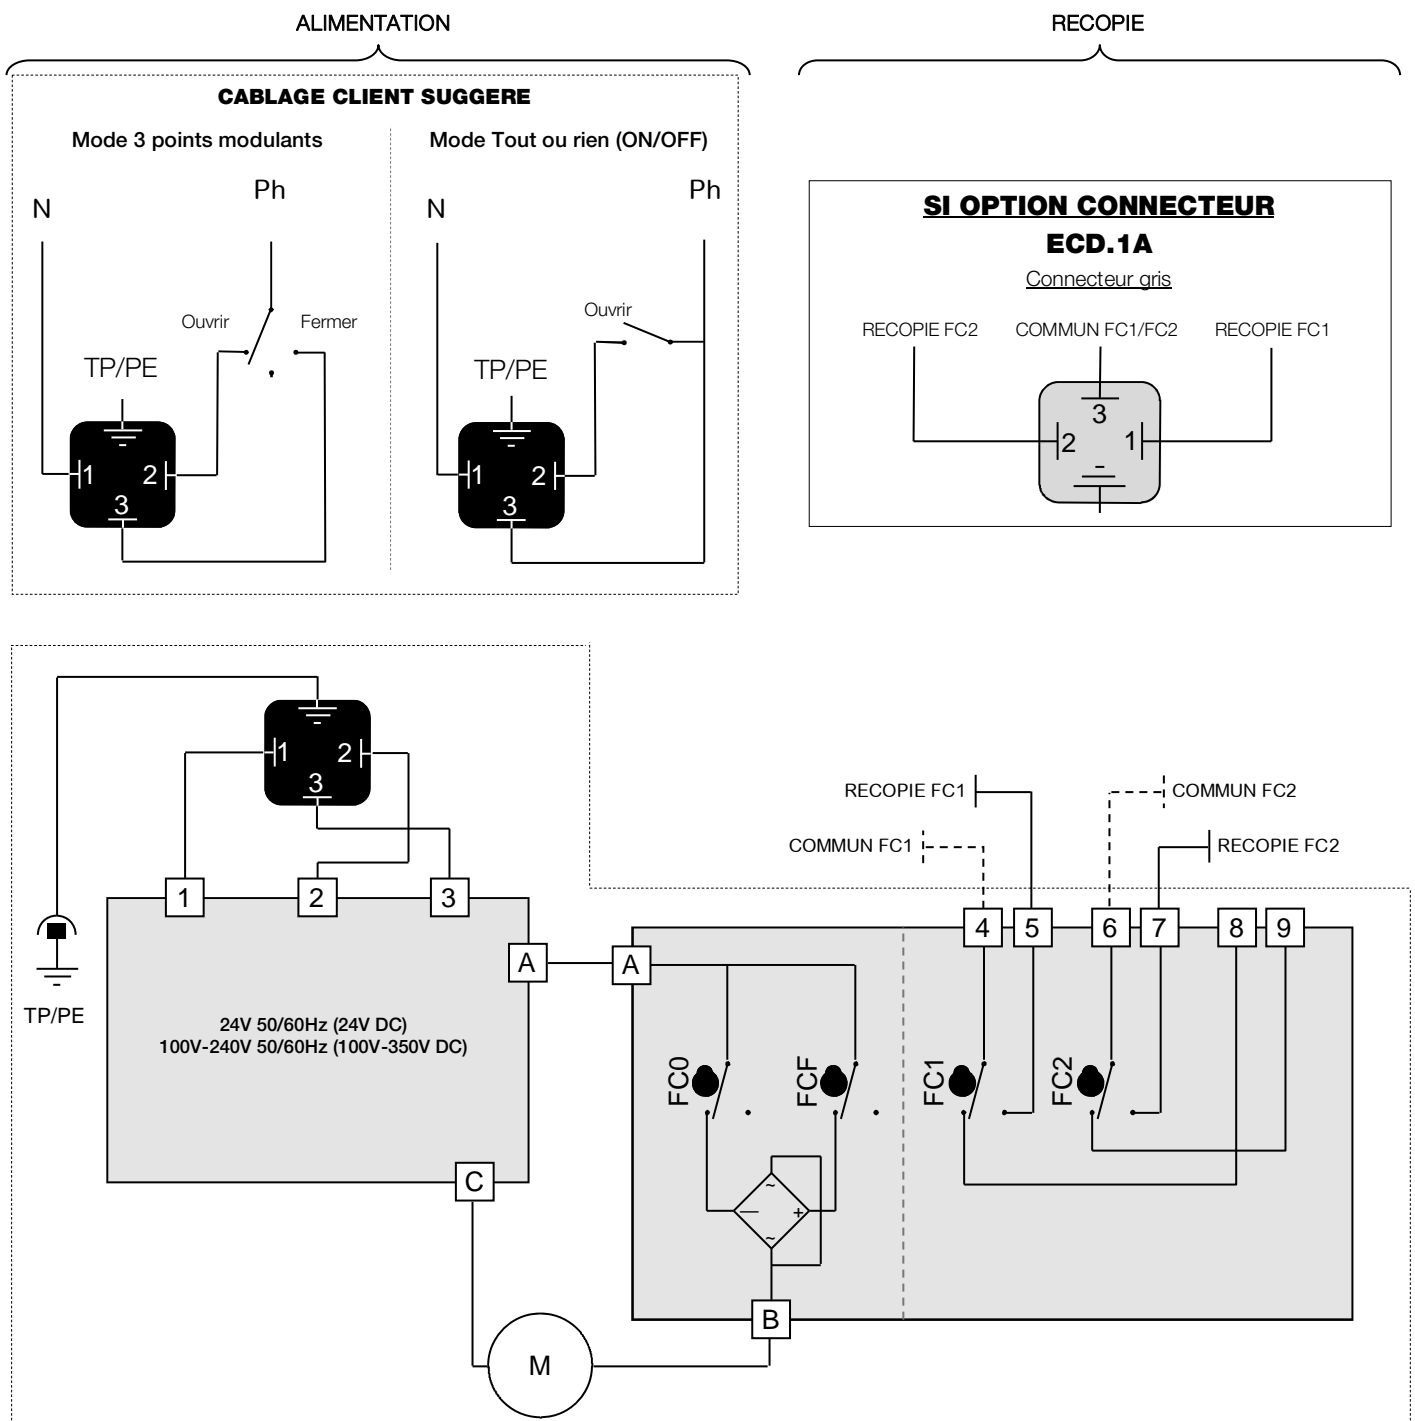 ALIMENTATION
RECOPIE
CABLAGE CLIENT SUGGERE
Mode 3 points modulants
Mode Tout ou rien (ON/OFF)
N
Ph
Ouvrir
Fermer
TP/PE
1
2
3
N
Ph
Ouvrir
TP/PE
1
2
3
SI OPTION CONNECTEUR
ECD.1A
Connecteur gris
RECOPIE FC2
COMMUN FC1/FC2
RECOPIE FC1
3
2
1
1
2
3
RECOPIE FC1
COMMUN FC2
COMMUN FC1
RECOPIE FC2
1
2
3
4
5
6
7
8
9
A
A
TP/PE
24V 50/60Hz (24V DC)
100V-240V 50/60Hz (100V-350V DC)
FC0
FCF
FC1
FC2
~
— +
~
C
B
M